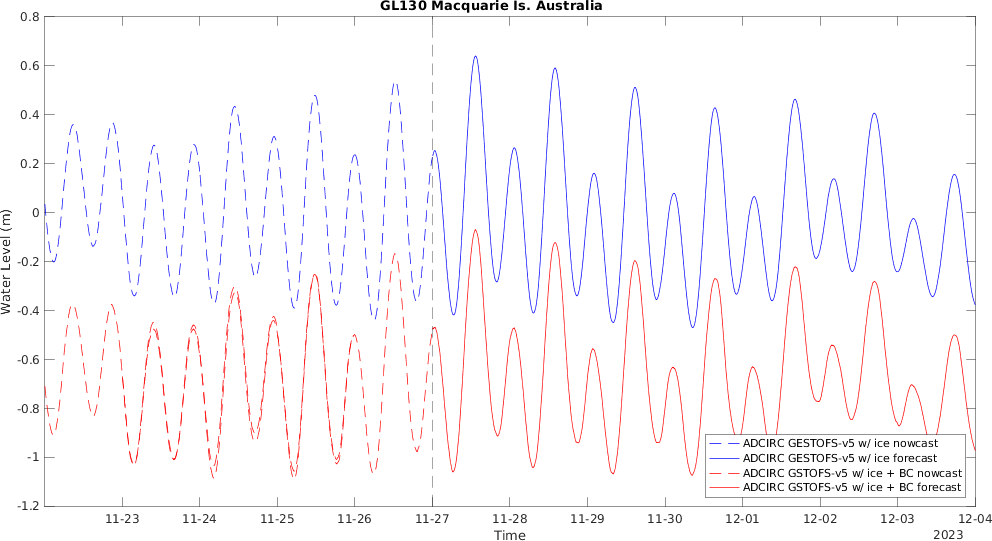 GL130 Macquarie Is. Australia
0.8
0.6
0.4
0.2
0
-0.2
-0.4
-0.6
-0.8
-1
-1.2
Water Level (m)
ADCIRC GESTOFS-v5 w/ ice nowcast
ADCIRC GESTOFS-v5 w/ ice forecast
ADCIRC GSTOFS-v5 w/ ice + BC nowcast
ADCIRC GSTOFS-v5 w/ ice + BC forecast
11-23 11-24 11-25 11-26 11-27 11-28 11-29 11-30 12-01 12-02 12-03 12-04
Time
2023